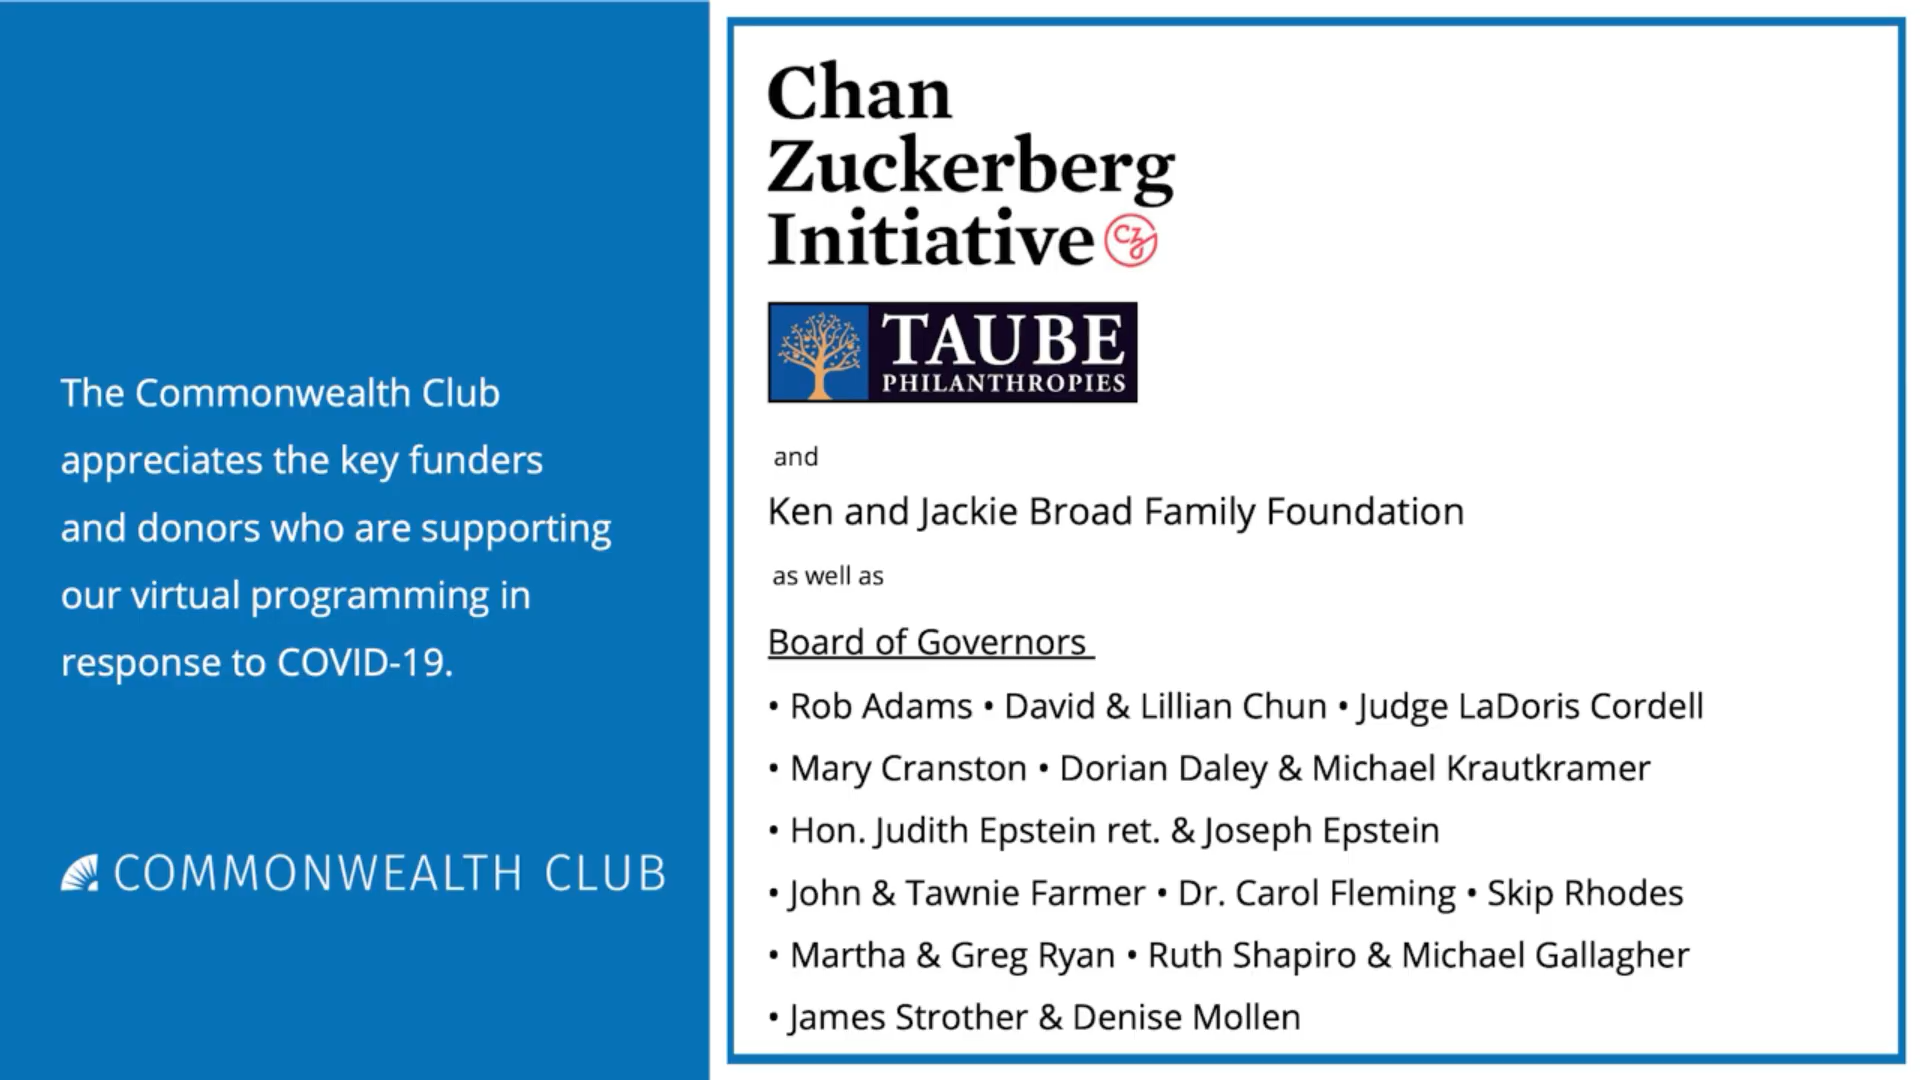 The Commonwealth Club
appreciates the key funders
and donors who are supporting
our virtual programming in
response to COVID-19.
COMMONWEALTH CLUB
Chan
Zuckerberg
Initiative CZI
TAUBE
PHILANTHROPIES
and
Ken and Jackie Broad Family Foundation
as well as
Board of Governors
• Rob Adams • David & Lillian Chun • Judge LaDoris Cordell
• Mary Cranston • Dorian Daley & Michael Krautkramer
• Hon. Judith Epstein ret. & Joseph Epstein
• John & Tawnie Farmer • Dr. Carol Fleming • Skip Rhodes
• Martha & Greg Ryan • Ruth Shapiro & Michael Gallagher
• James Strother & Denise Mollen